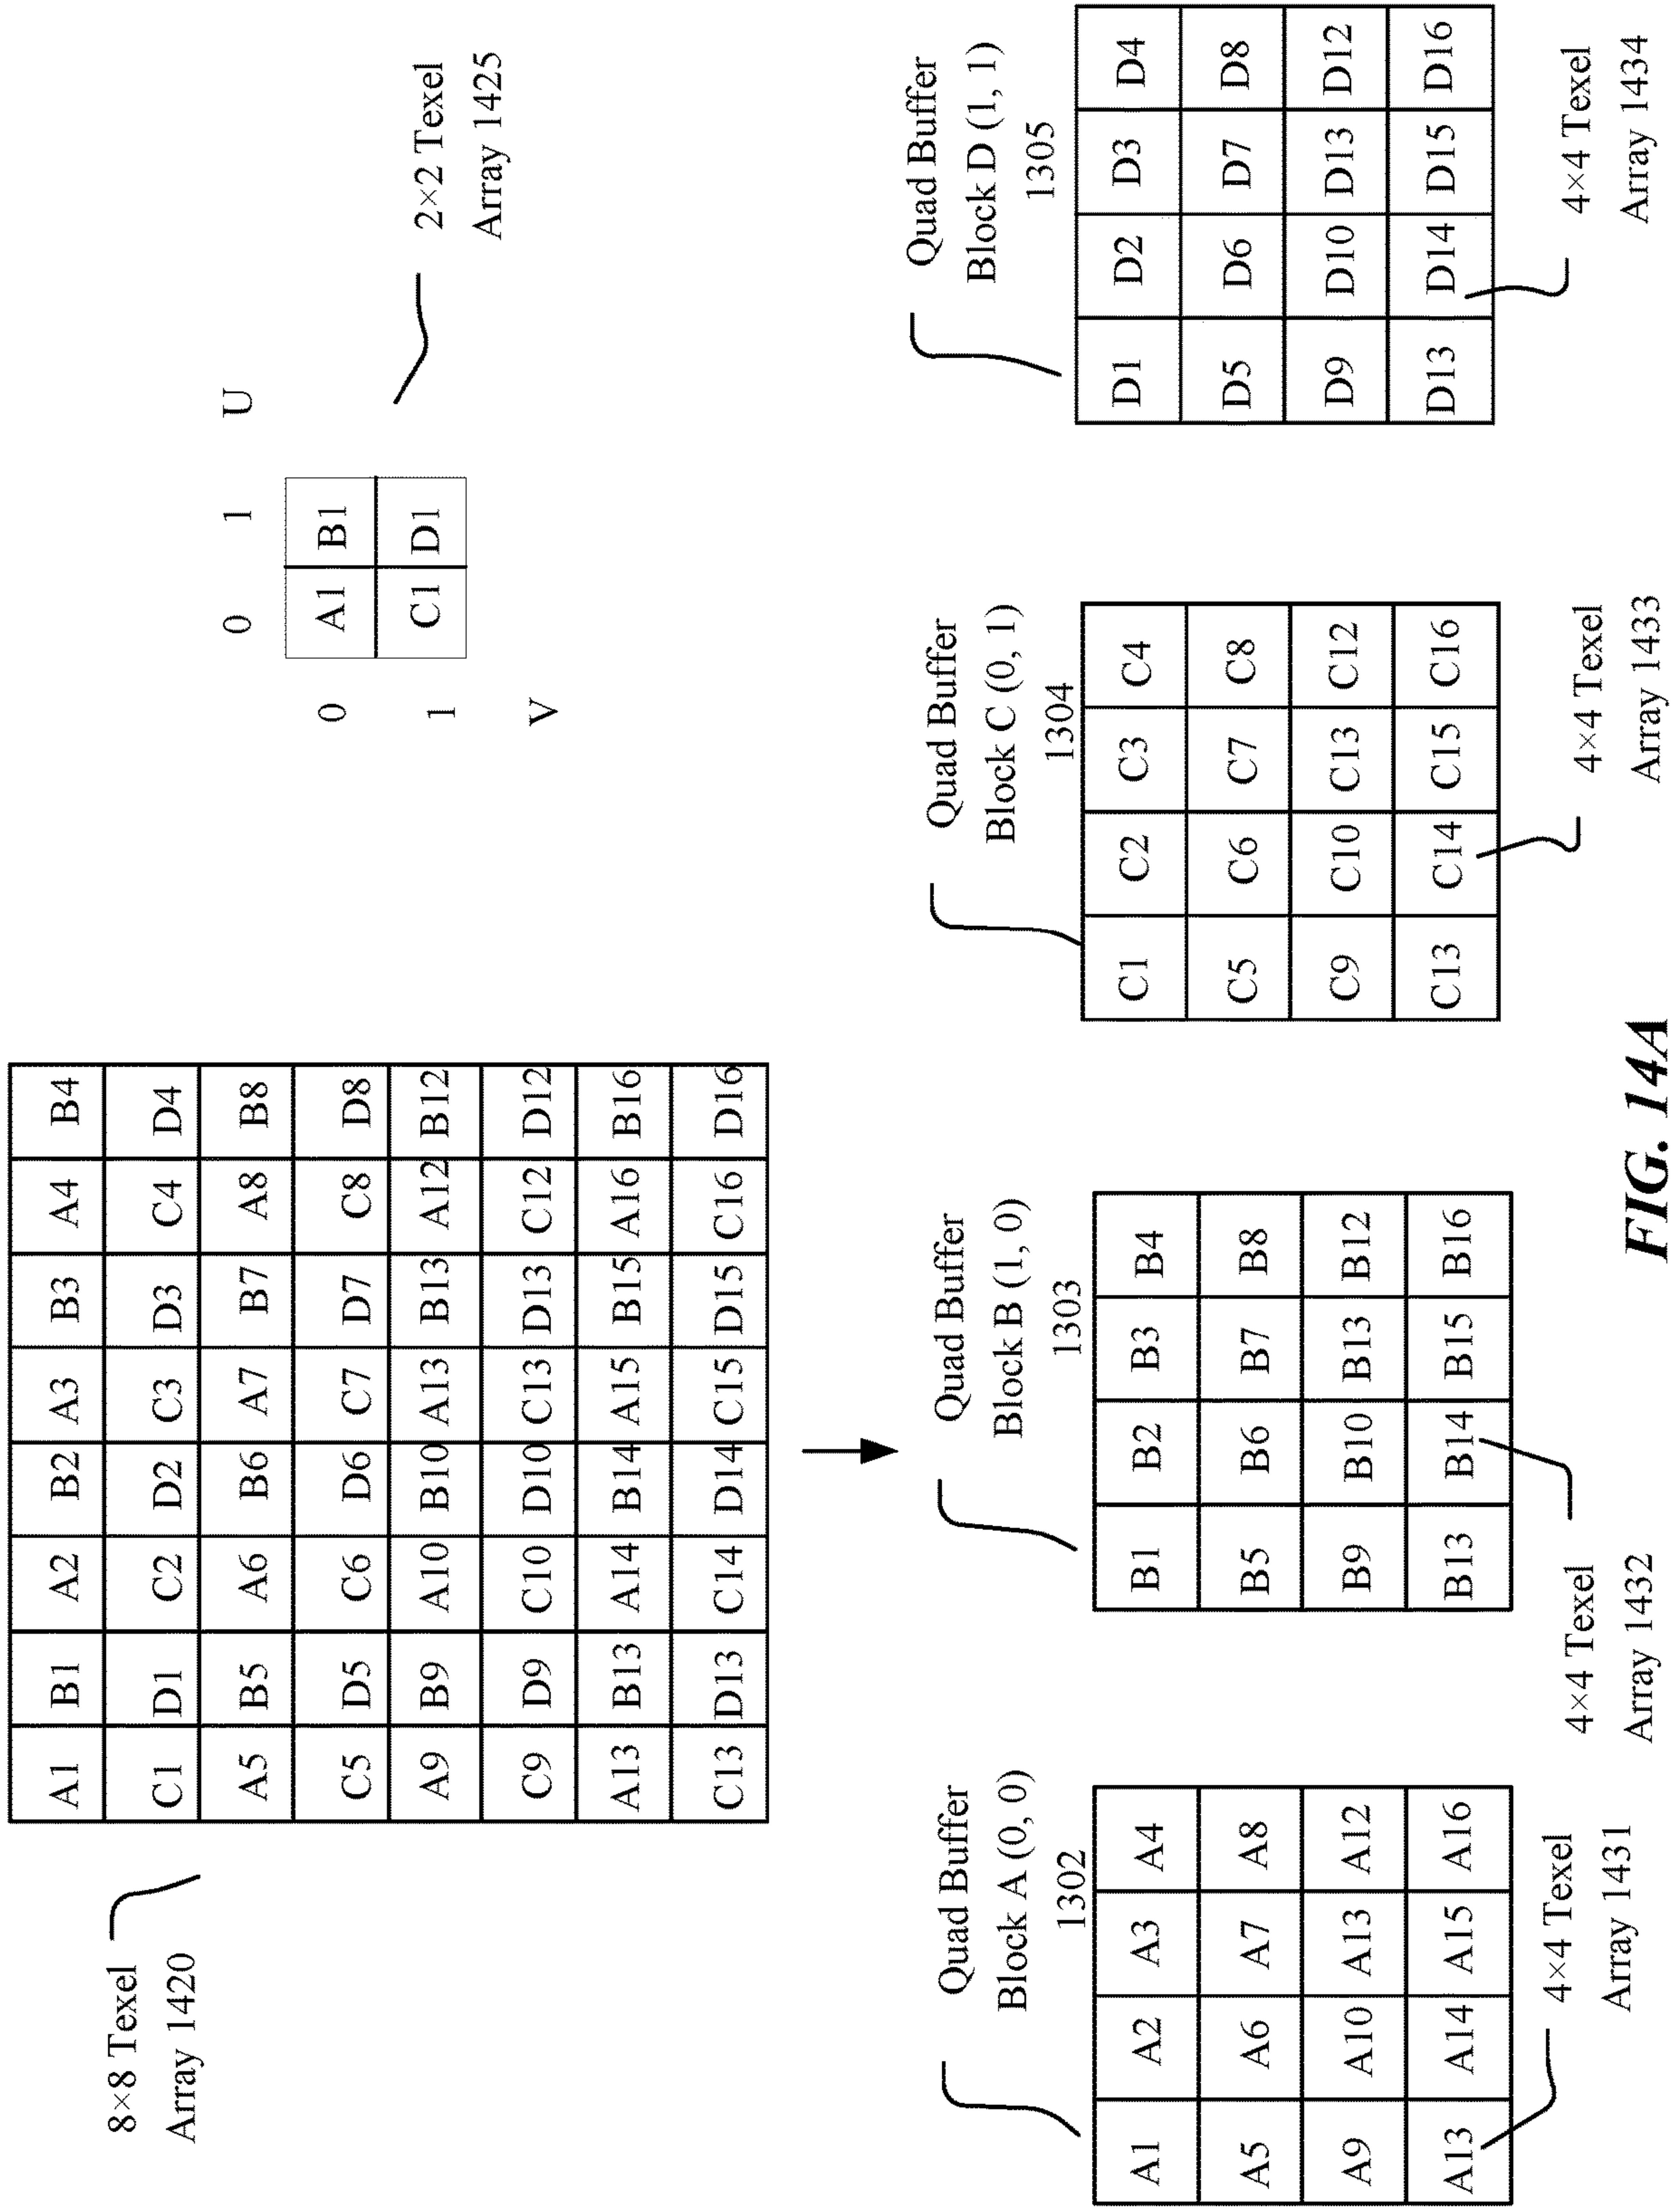 8×8 Texel
Array 1420
A1 B1 A2 B2 A3 B3 A4 B4
C1 D1 C2 D2 C3 D3 C4 D4
A5 B5 A6 B6 A7 B7 A8 B8
C5 D5 C6 D6 C7 D7 C8 D8
A9 B9 A10 B10 A13 B13 A12 B12
C9 D9 C10 D10 C13 D13 C12 D12
A13 B13 A14 B14 A15 B15 A16 B16
C13 D13 C14 D14 C15 D15 C16 D16
0 1 U
0 A1 B1
1 C1 D1
V
2×2 Texel
Array 1425
Quad Buffer
Block A (0, 0)
1302
A1 A2 A3 A4
A5 A6 A7 A8
A9 A10 A13 A12
A13 A14 A15 A16
4×4 Texel
Array 1431
Quad Buffer
Block B (1, 0)
1303
B1 B2 B3 B4
B5 B6 B7 B8
B9 B10 B13 B12
B13 B14 B15 B16
4×4 Texel
Array 1432
Quad Buffer
Block C (0, 1)
1304
C1 C2 C3 C4
C5 C6 C7 C8
C9 C10 C13 C12
C13 C14 C15 C16
4×4 Texel
Array 1433
Quad Buffer
Block D (1, 1)
1305
D1 D2 D3 D4
D5 D6 D7 D8
D9 D10 D13 D12
D13 D14 D15 D16
4×4 Texel
Array 1434
FIG. 14A